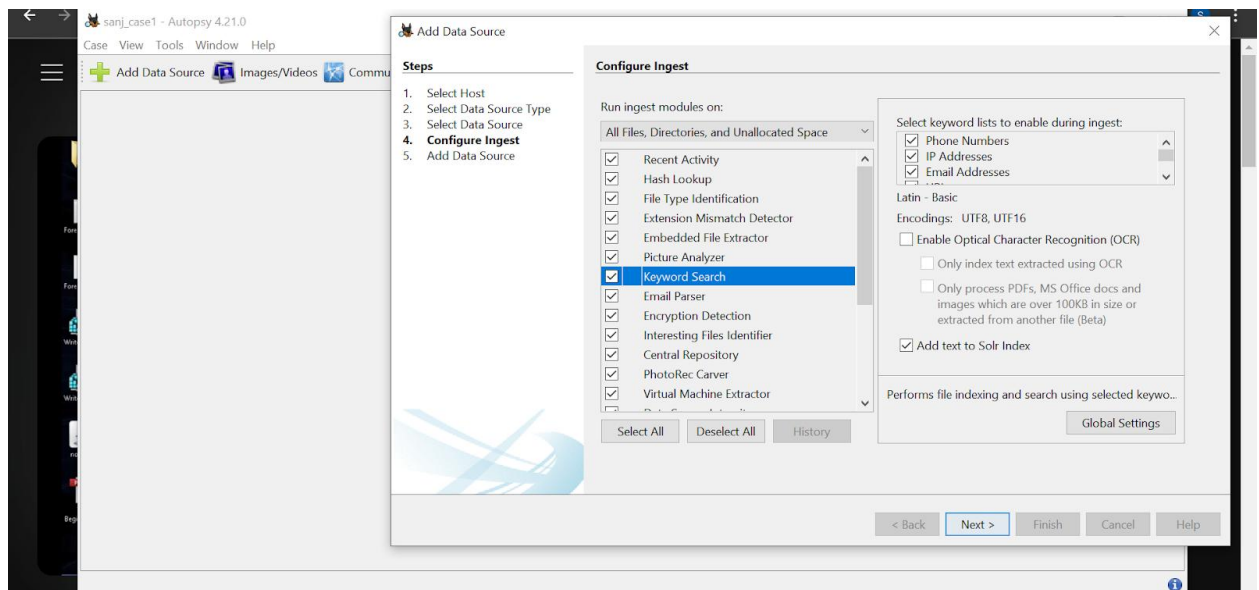 sanj_case1 - Autopsy 4.21.0
Case View Tools Window Help
Add Data Source Images/Videos Commu
Add Data Source
Steps
1. Select Host
2. Select Data Source Type
3. Select Data Source
4. Configure Ingest
5. Add Data Source
Configure Ingest
Run ingest modules on:
All Files, Directories, and Unallocated Space
Recent Activity
Hash Lookup
File Type Identification
Extension Mismatch Detector
Embedded File Extractor
Picture Analyzer
Keyword Search
Email Parser
Encryption Detection
Interesting Files Identifier
Central Repository
PhotoRec Carver
Virtual Machine Extractor
Select All Deselect All History
Select keyword lists to enable during ingest:
Phone Numbers
IP Addresses
Email Addresses
Latin - Basic
Encodings: UTF8, UTF16
Enable Optical Character Recognition (OCR)
Only index text extracted using OCR
Only process PDFs, MS Office docs and
images which are over 100KB in size or
extracted from another file (Beta)
Add text to Solr Index
Performs file indexing and search using selected keywo...
Global Settings
< Back Next > Finish Cancel Help
Fore
Fore
Writ
Writ
Beg